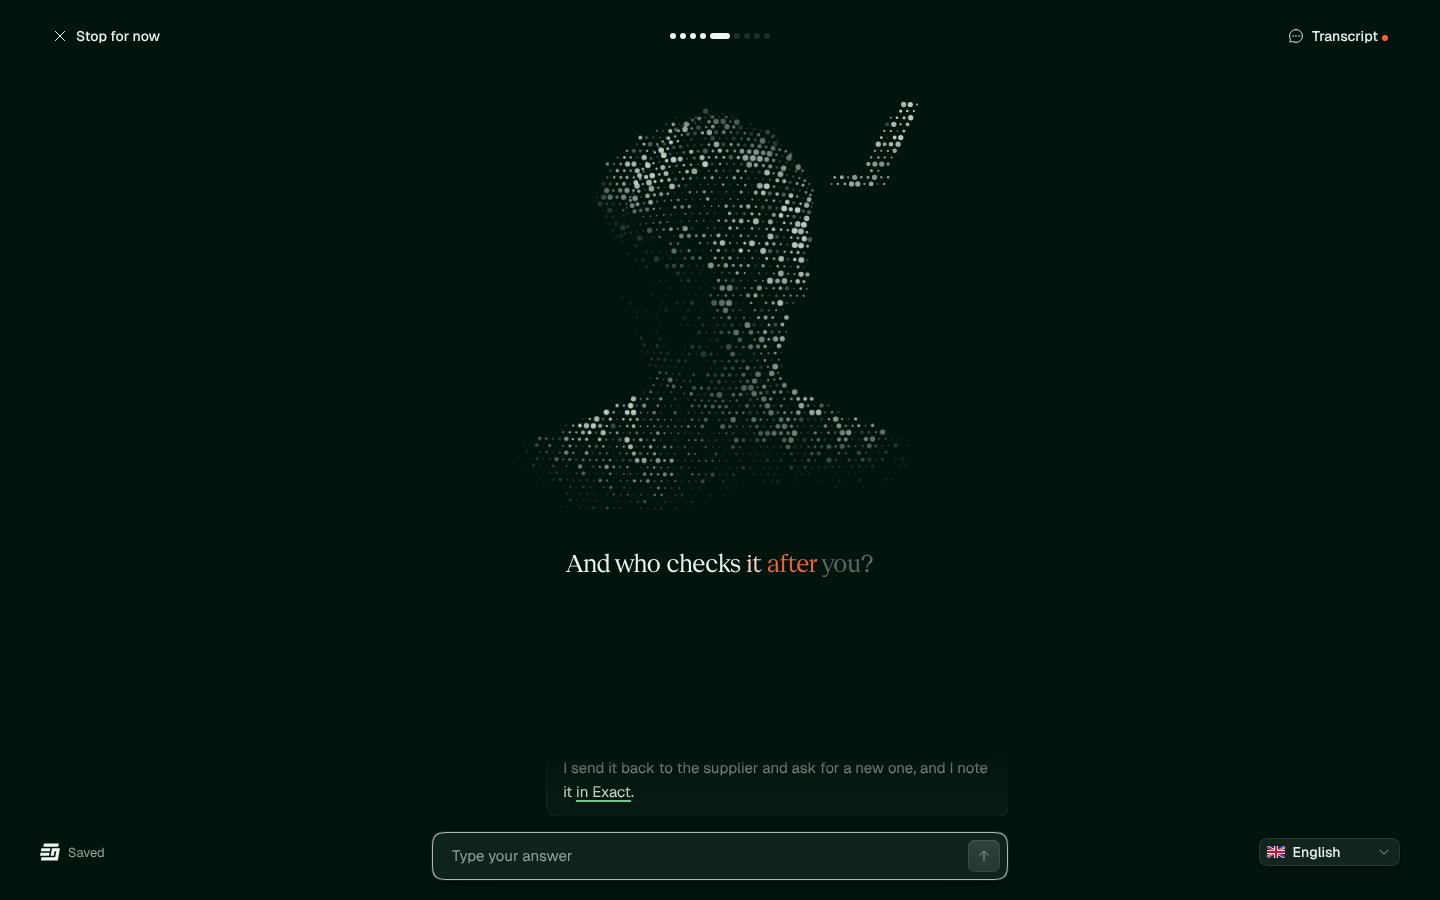 Stop for now
Transcript
And who checks it after you?
I send it back to the supplier and ask for a new one, and I note
it in Exact.
Type your answer
Saved
English